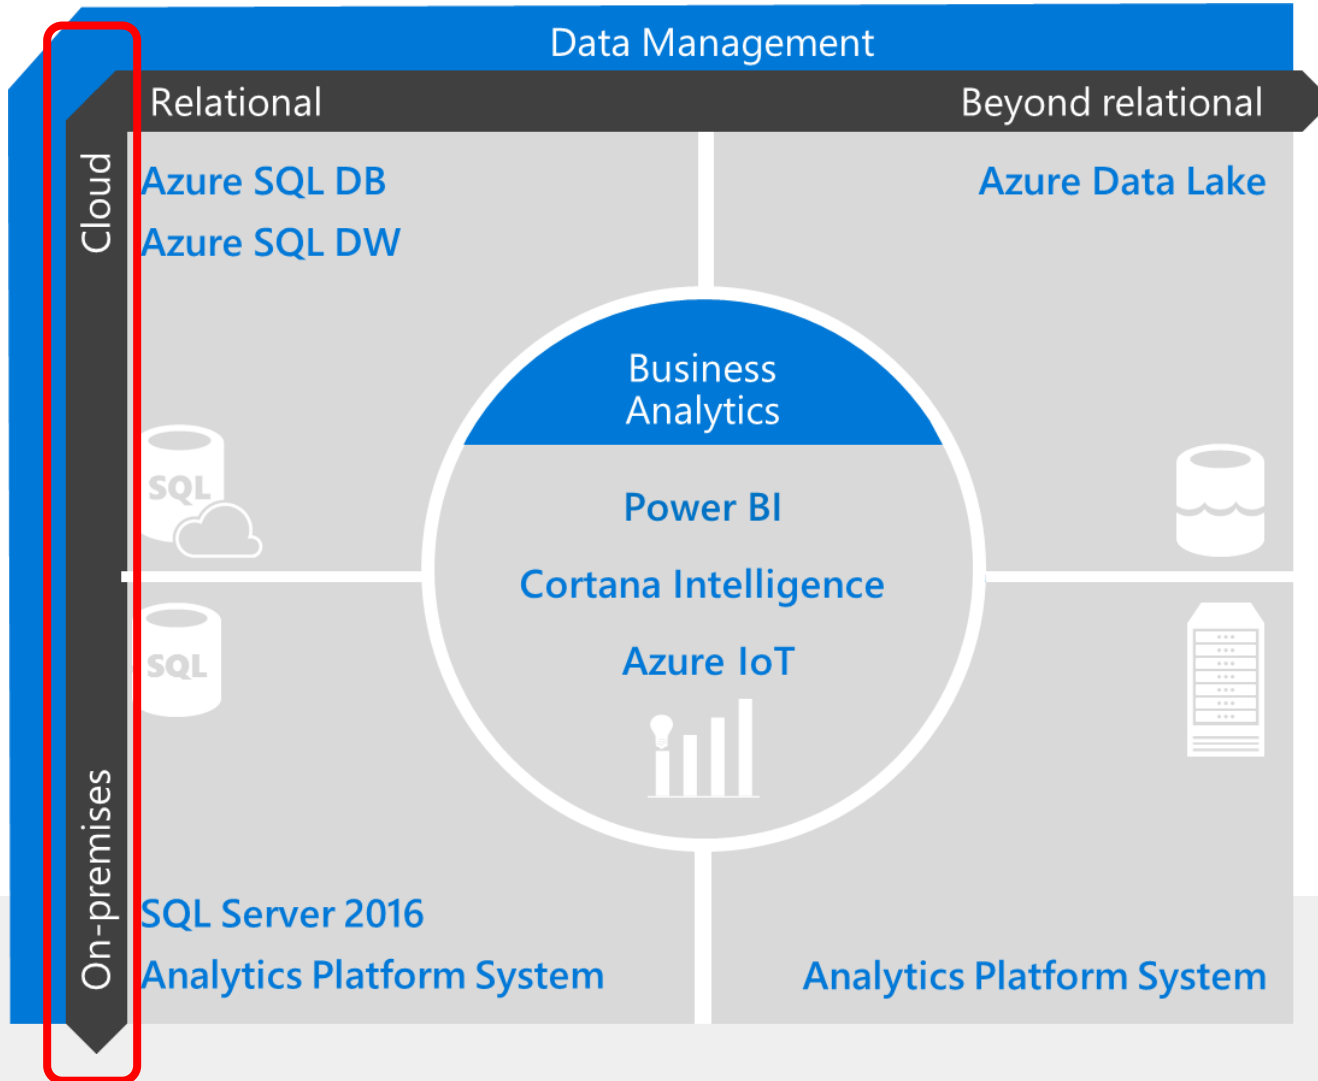 Data Management
Relational
Beyond relational
Cloud
Azure SQL DB
Azure SQL DW
Azure Data Lake
Business
Analytics
Power BI
Cortana Intelligence
Azure IoT
SQL
SQL
On-premises
SQL Server 2016
Analytics Platform System
Analytics Platform System